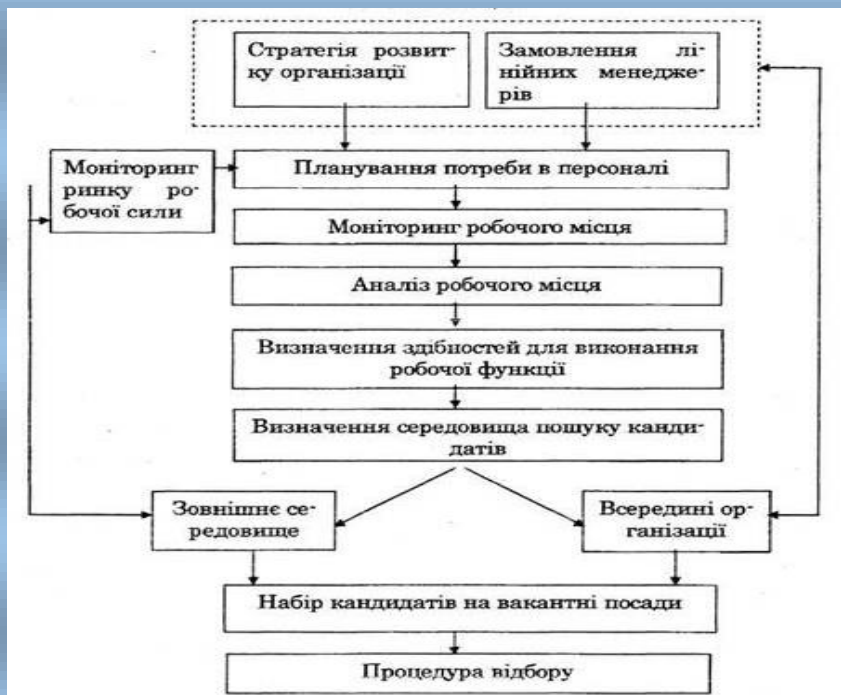 Стратегія розвит-
ку організації
Замовлення лі-
нійних менедже-
рів
Моніторинг
ринку ро-
бочої сили
Планування потреби в персоналі
Моніторинг робочого місця
Аналіз робочого місця
Визначення здібностей для виконання
робочої функції
Визначення середовища пошуку канди-
датів
Зовнішнє се-
редовище
Всередині ор-
ганізації
Набір кандидатів на вакантні посади
Процедура відбору